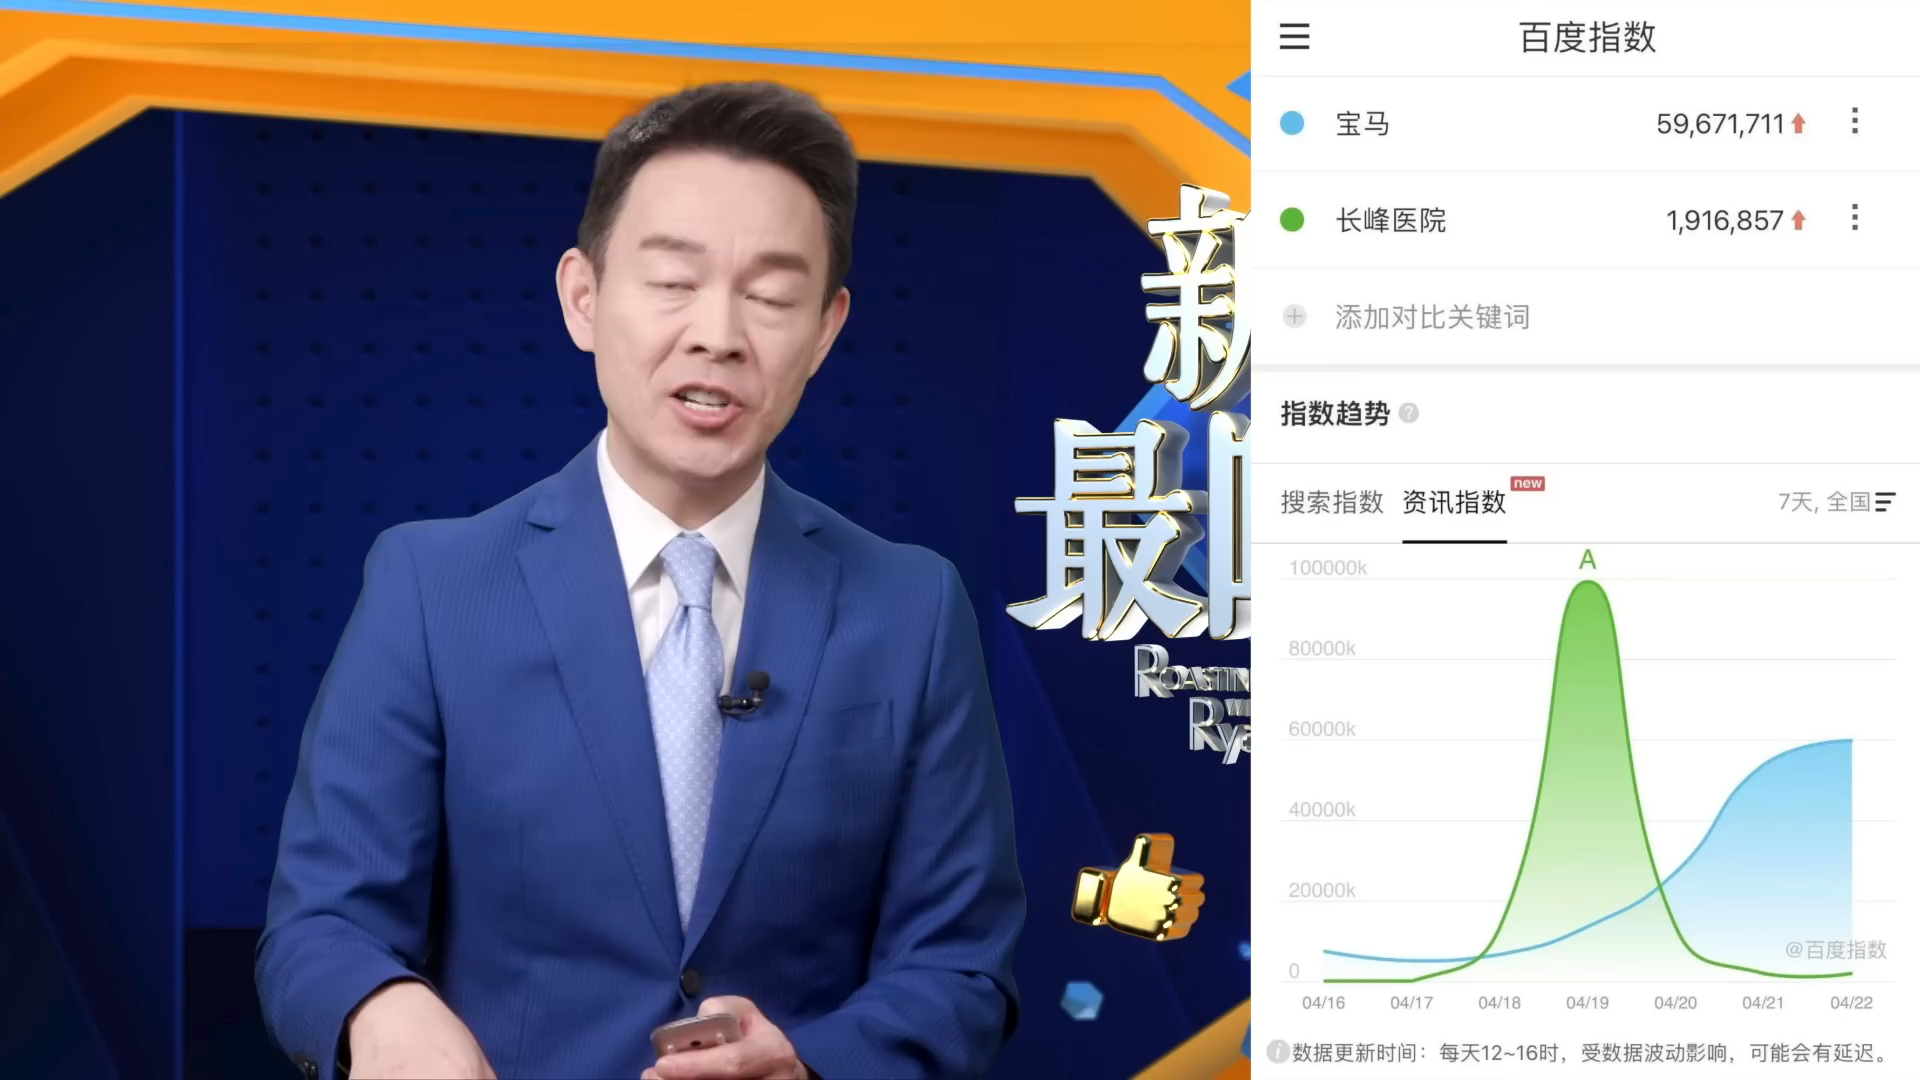 新
最
ROASTIN
WI
Rya
百度指数
宝马 59,671,711
长峰医院 1,916,857
添加对比关键词
指数趋势 ?
搜索指数 资讯指数 new 7天, 全国
A
100000k
80000k
60000k
40000k
20000k
0
@百度指数
04/16 04/17 04/18 04/19 04/20 04/21 04/22
数据更新时间：每天12~16时，受数据波动影响，可能会有延迟。